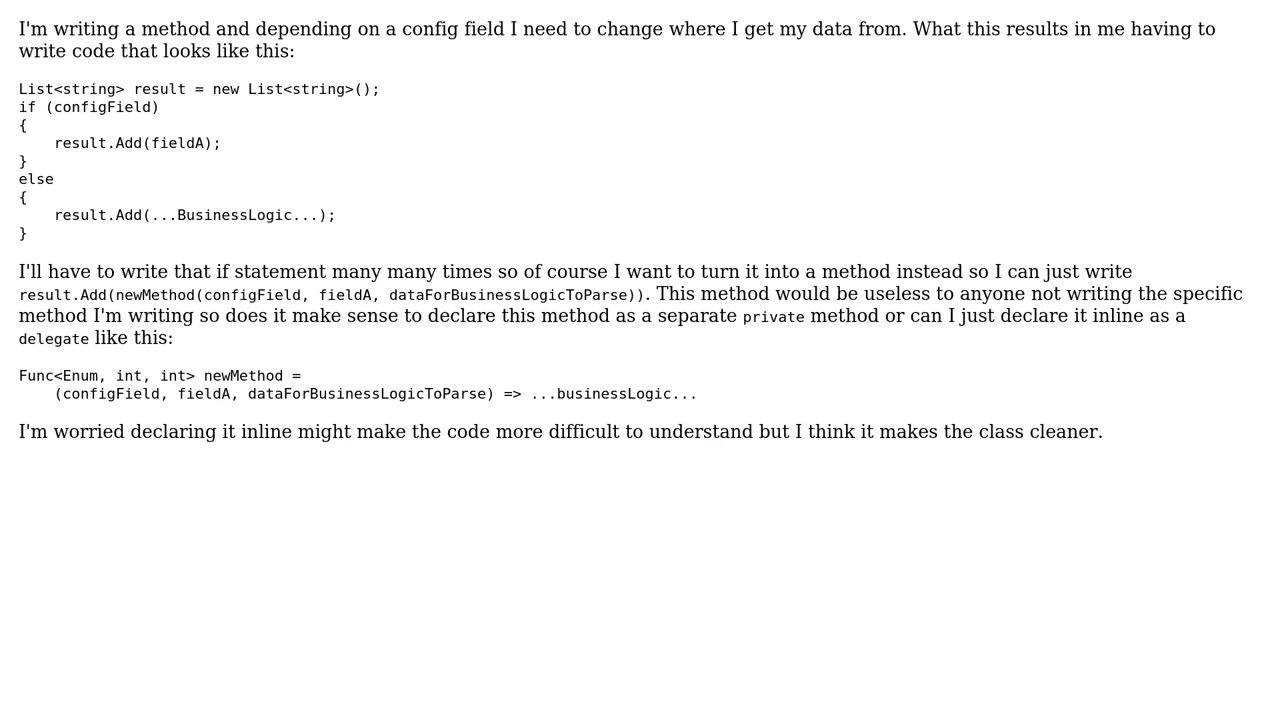 I'm writing a method and depending on a config field I need to change where I get my data from. What this results in me having to
write code that looks like this:
List<string> result = new List<string>();
if (configField)
{
    result.Add(fieldA);
}
else
{
    result.Add(...BusinessLogic...);
}
I'll have to write that if statement many many times so of course I want to turn it into a method instead so I can just write
result.Add(newMethod(configField, fieldA, dataForBusinessLogicToParse)). This method would be useless to anyone not writing the specific
method I'm writing so does it make sense to declare this method as a separate private method or can I just declare it inline as a
delegate like this:
Func<Enum, int, int> newMethod =
    (configField, fieldA, dataForBusinessLogicToParse) => ...businessLogic...
I'm worried declaring it inline might make the code more difficult to understand but I think it makes the class cleaner.